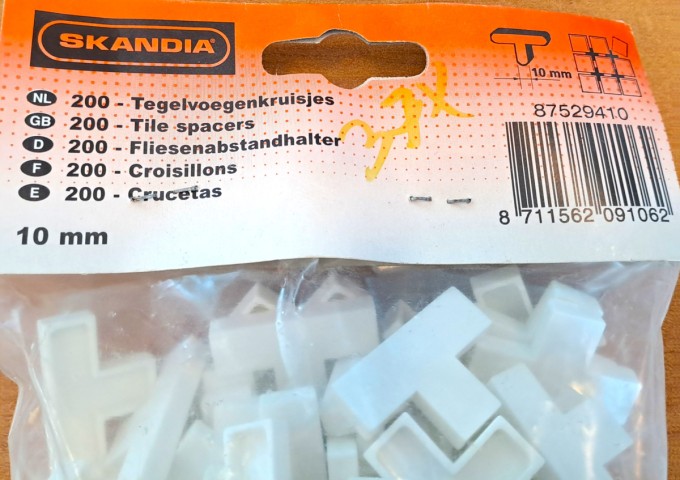 SKANDIA®
10 mm
87529410
NL 200 - Tegelvoegenkruisjes
GB 200 - Tile spacers
D 200 - Fliesenabstandhalter
F 200 - Croisillons
E 200 - Crucetas
10 mm
8 711562 091062